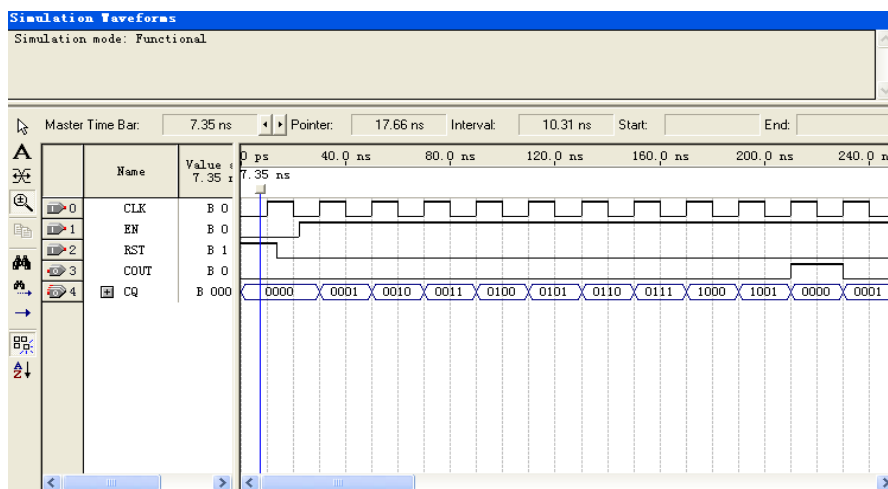 Simulation Waveforms
Simulation mode: Functional
Master Time Bar: 7.35 ns Pointer: 17.66 ns Interval: 10.31 ns Start: End:
Name
Value
7.35
0 ps 40.0 ns 80.0 ns 120.0 ns 160.0 ns 200.0 ns 240.0 n
7.35 ns
0 CLK B 0
1 EN B 0
2 RST B 1
3 COUT B 0
4 CQ B 000 0000 0001 0010 0011 0100 0101 0110 0111 1000 1001 0000 0001